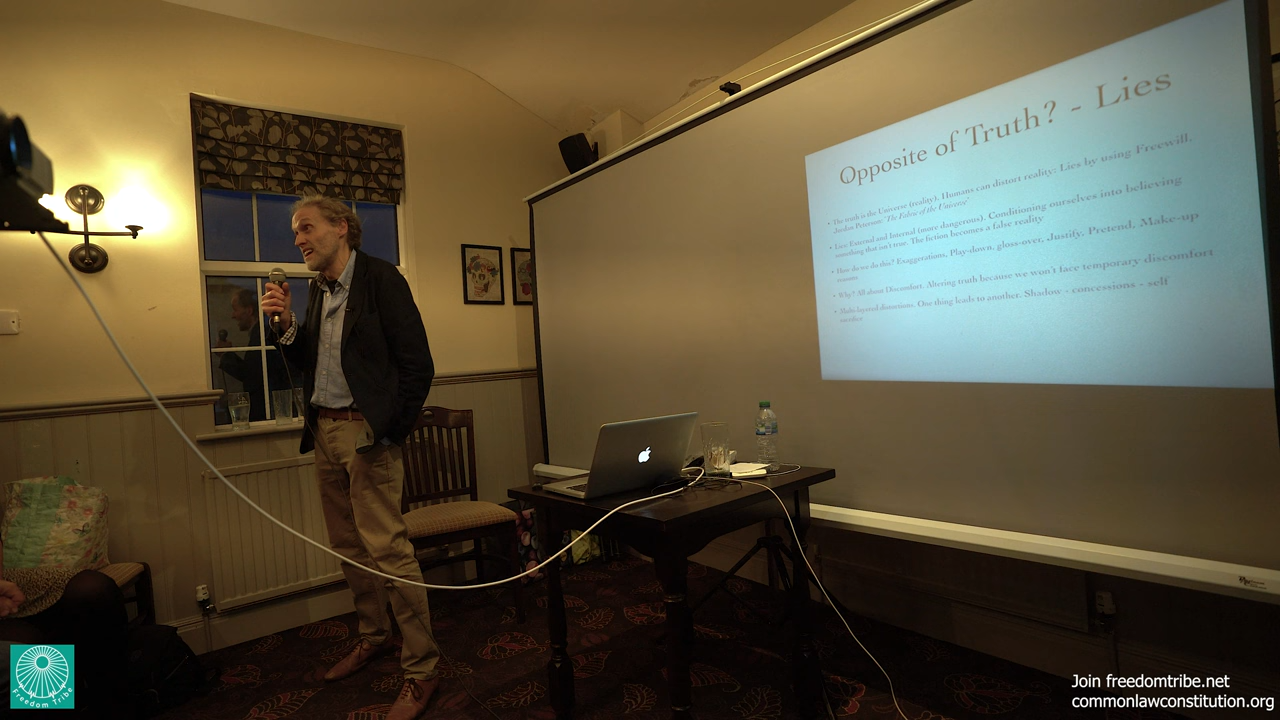 Opposite of Truth? - Lies
• The truth is the Universe (reality). Humans can distort reality: Lies by using Freewill.
Jordan Peterson: 'The Fabric of the Universe'
• Lies: External and Internal (more dangerous). Conditioning ourselves into believing
something that isn't true. The fiction becomes a false reality
• How do we do this? Exaggerations, Play-down, gloss-over, Justify, Pretend, Make-up
reasons
• Why? All about Discomfort. Altering truth because we won't face temporary discomfort
• Multi-layered distortions. One thing leads to another. Shadow - concessions - self
sacrifice
Freedom Tribe
Join freedomtribe.net
commonlawconstitution.org